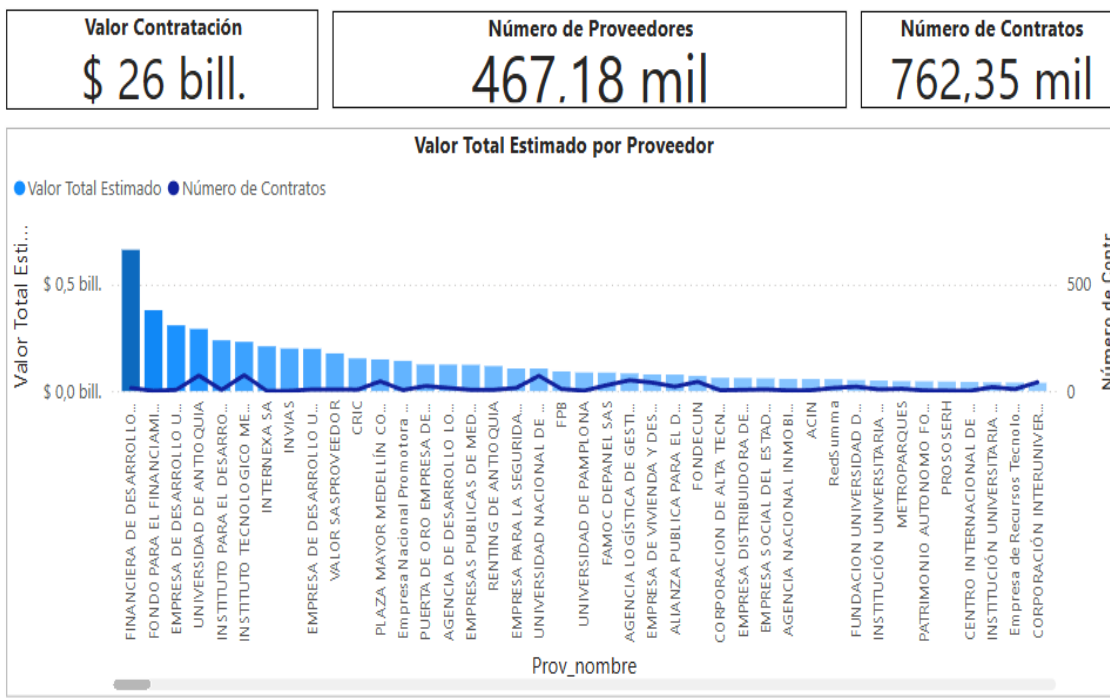 Valor Contratación
$ 26 bill.
Número de Proveedores
467,18 mil
Número de Contratos
762,35 mil
Valor Total Estimado por Proveedor
Valor Total Estimado
Número de Contratos
Valor Total Esti...
Número de Contr
$ 0,5 bill.
$ 0,0 bill.
500
0
FINANCIERA DE DESARROLLO...
FONDO PARA EL FINANCIAMI...
EMPRESA DE DESARROLLO U...
UNIVERSIDAD DE ANTIOQUIA
INSTITUTO PARA EL DESARRO...
INSTITUTO TECNOLOGICO ME...
INTERNEXA SA
INVIAS
EMPRESA DE DESARROLLO U...
VALOR SASPROVEEDOR
CRIC
PLAZA MAYOR MEDELLÍN CO...
Empresa Nacional Promotora ...
PUERTA DE ORO EMPRESA DE...
AGENCIA DE DESARROLLO LO...
EMPRESAS PUBLICAS DE MED...
RENTING DE ANTIOQUIA
EMPRESA PARA LA SEGURIDA...
UNIVERSIDAD NACIONAL DE ...
FPB
UNIVERSIDAD DE PAMPLONA
FAMOC DEPANEL SAS
AGENCIA LOGÍSTICA DE GESTI...
EMPRESA DE VIVIENDA Y DES...
ALIANZA PUBLICA PARA EL D...
FONDECUN
CORPORACION DE ALTA TECN...
EMPRESA DISTRIBUIDORA DE...
EMPRESA SOCIAL DEL ESTAD...
AGENCIA NACIONAL INMOBI...
ACIN
RedSumma
FUNDACION UNIVERSIDAD D...
INSTITUCIÓN UNIVERSITARIA ...
METROPARQUES
PATRIMONIO AUTONOMO FO...
PROSOSERH
CENTRO INTERNACIONAL DE ...
INSTITUCIÓN UNIVERSITARIA ...
Empresa de Recursos Tecnolo...
CORPORACIÓN INTERUNIVER...
Prov_nombre